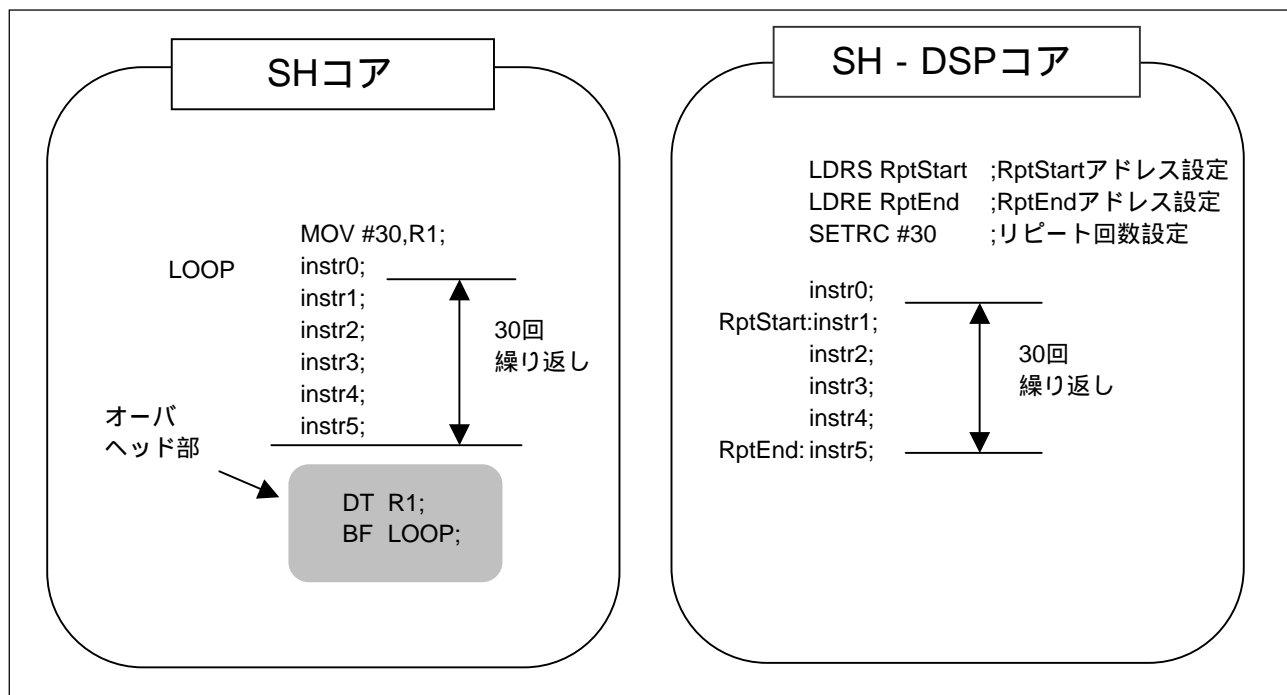 SHコア
MOV #30,R1;
LOOP instr0;
instr1;
instr2;
instr3;
instr4;
instr5;
30回
繰り返し
オーバ
ヘッド部
DT R1;
BF LOOP;
SH - DSPコア
LDRS RptStart ;RptStartアドレス設定
LDRE RptEnd ;RptEndアドレス設定
SETRC #30 ;リピート回数設定
instr0;
RptStart:instr1;
instr2;
instr3;
instr4;
RptEnd: instr5;
30回
繰り返し